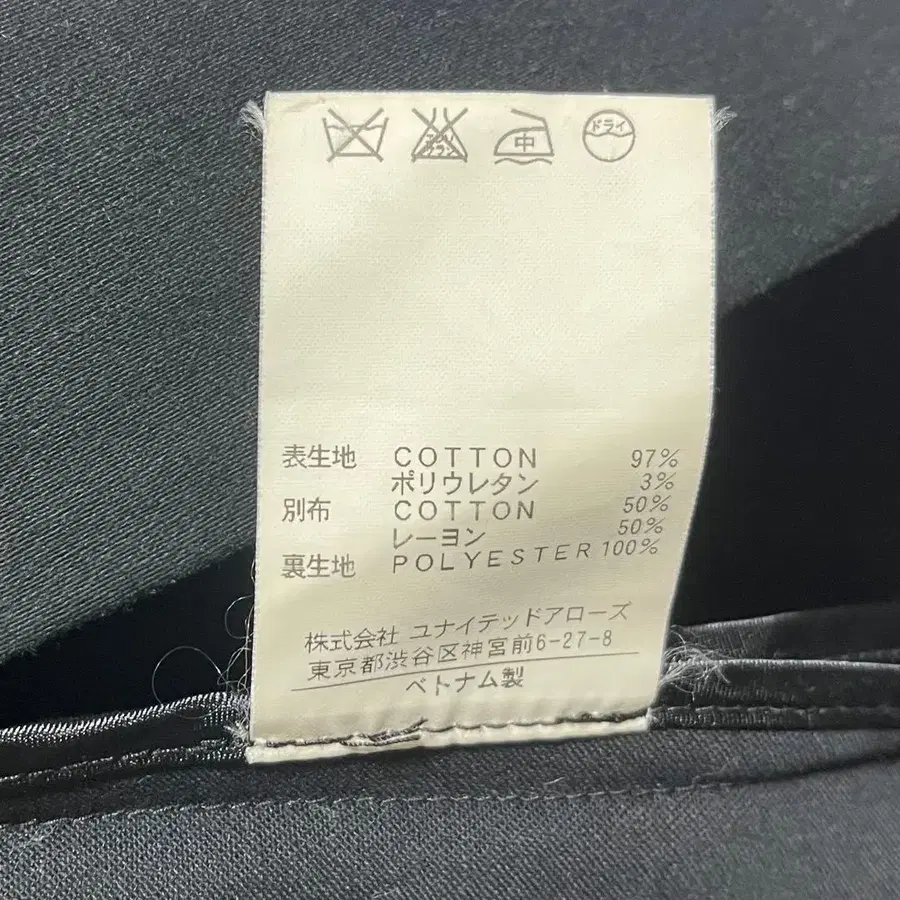 中 ドライ
表生地 COTTON 97%
ポリウレタン 3%
別布 COTTON 50%
レーヨン 50%
裏生地 POLYESTER 100%
株式会社 ユナイテッドアローズ
東京都渋谷区神宮前6-27-8
ベトナム製